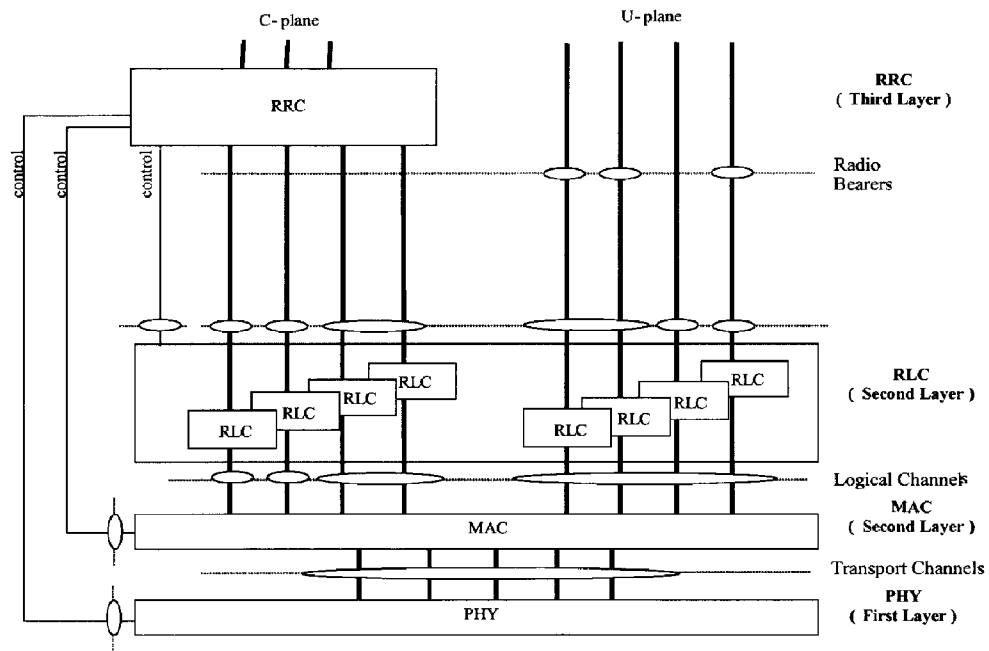 C-plane
U-plane
RRC
RRC
( Third Layer )
control
control
control
Radio
Bearers
RLC
RLC
RLC
RLC
RLC
RLC
RLC
RLC
RLC
( Second Layer )
Logical Channels
MAC
MAC
( Second Layer )
Transport Channels
PHY
PHY
( First Layer )